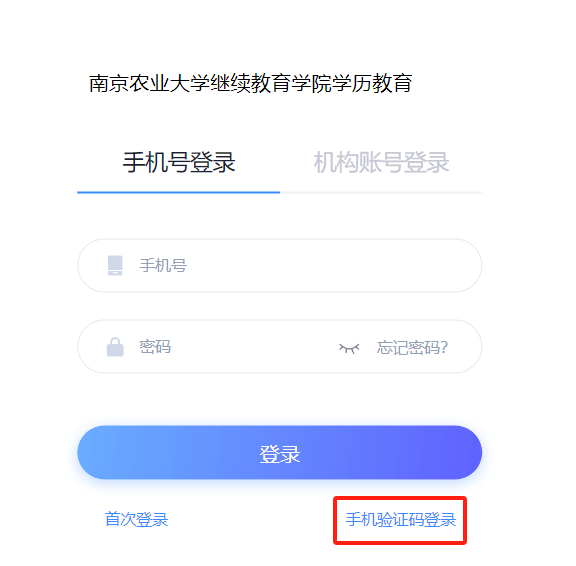 南京农业大学继续教育学院学历教育
手机号登录 机构账号登录
手机号
密码 忘记密码?
登录
首次登录 手机验证码登录